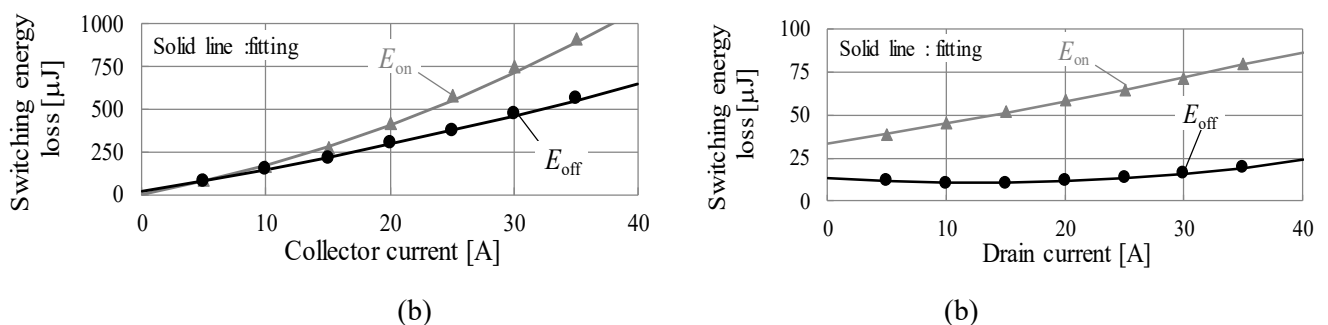 Switching energy
loss [μJ]
1000
750
500
250
0
Solid line :fitting
Eon
Eoff
0 10 20 30 40
Collector current [A]
(b)
Switching energy
loss [μJ]
100
75
50
25
0
Solid line : fitting
Eon
Eoff
0 10 20 30 40
Drain current [A]
(b)